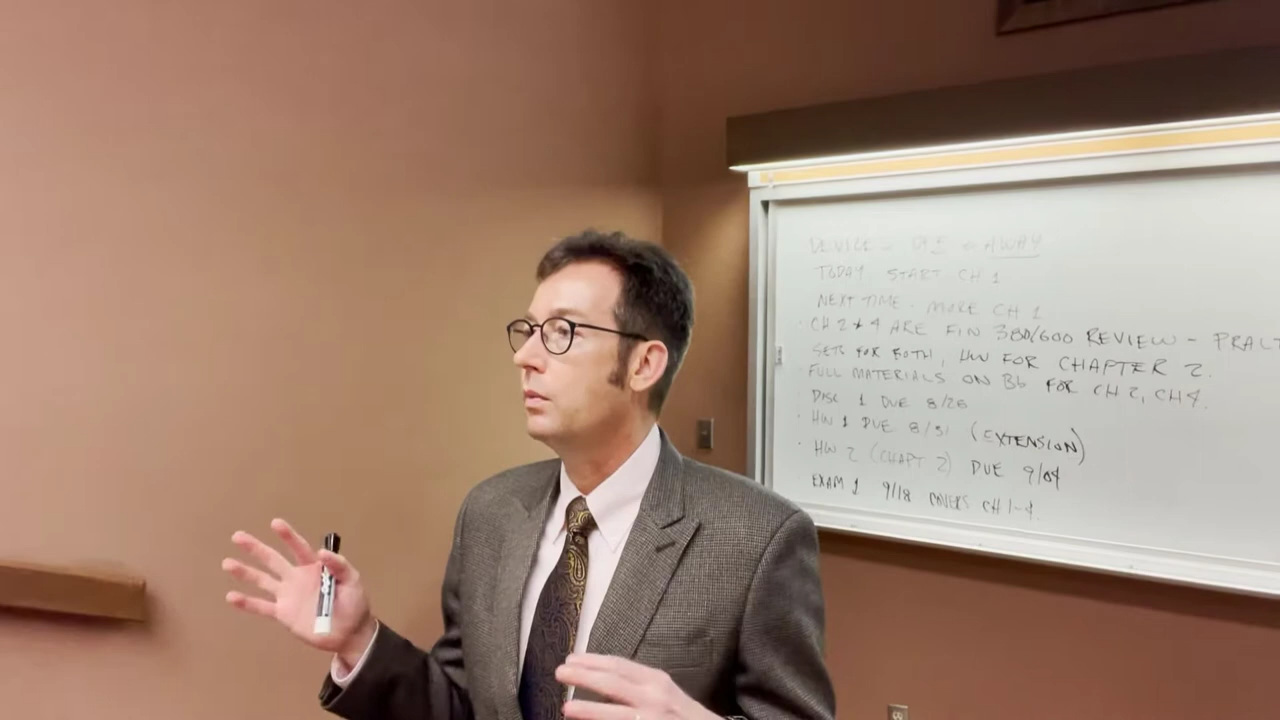 DEVICE - OFF & AWAY
TODAY START CH 1
NEXT TIME - MORE CH 1
· CH 2 & 4 ARE FIN 380/600 REVIEW -
SETS FOR BOTH, HW FOR CHAPTER 2.
· FULL MATERIALS ON Bb FOR CH 2, CH 4.
· DISC 1 DUE 8/26
· HW 1 DUE 8/31 (EXTENSION)
· HW 2 (CHAPT 2) DUE 9/04
EXAM 1 9/18 COVERS CH 1-4.